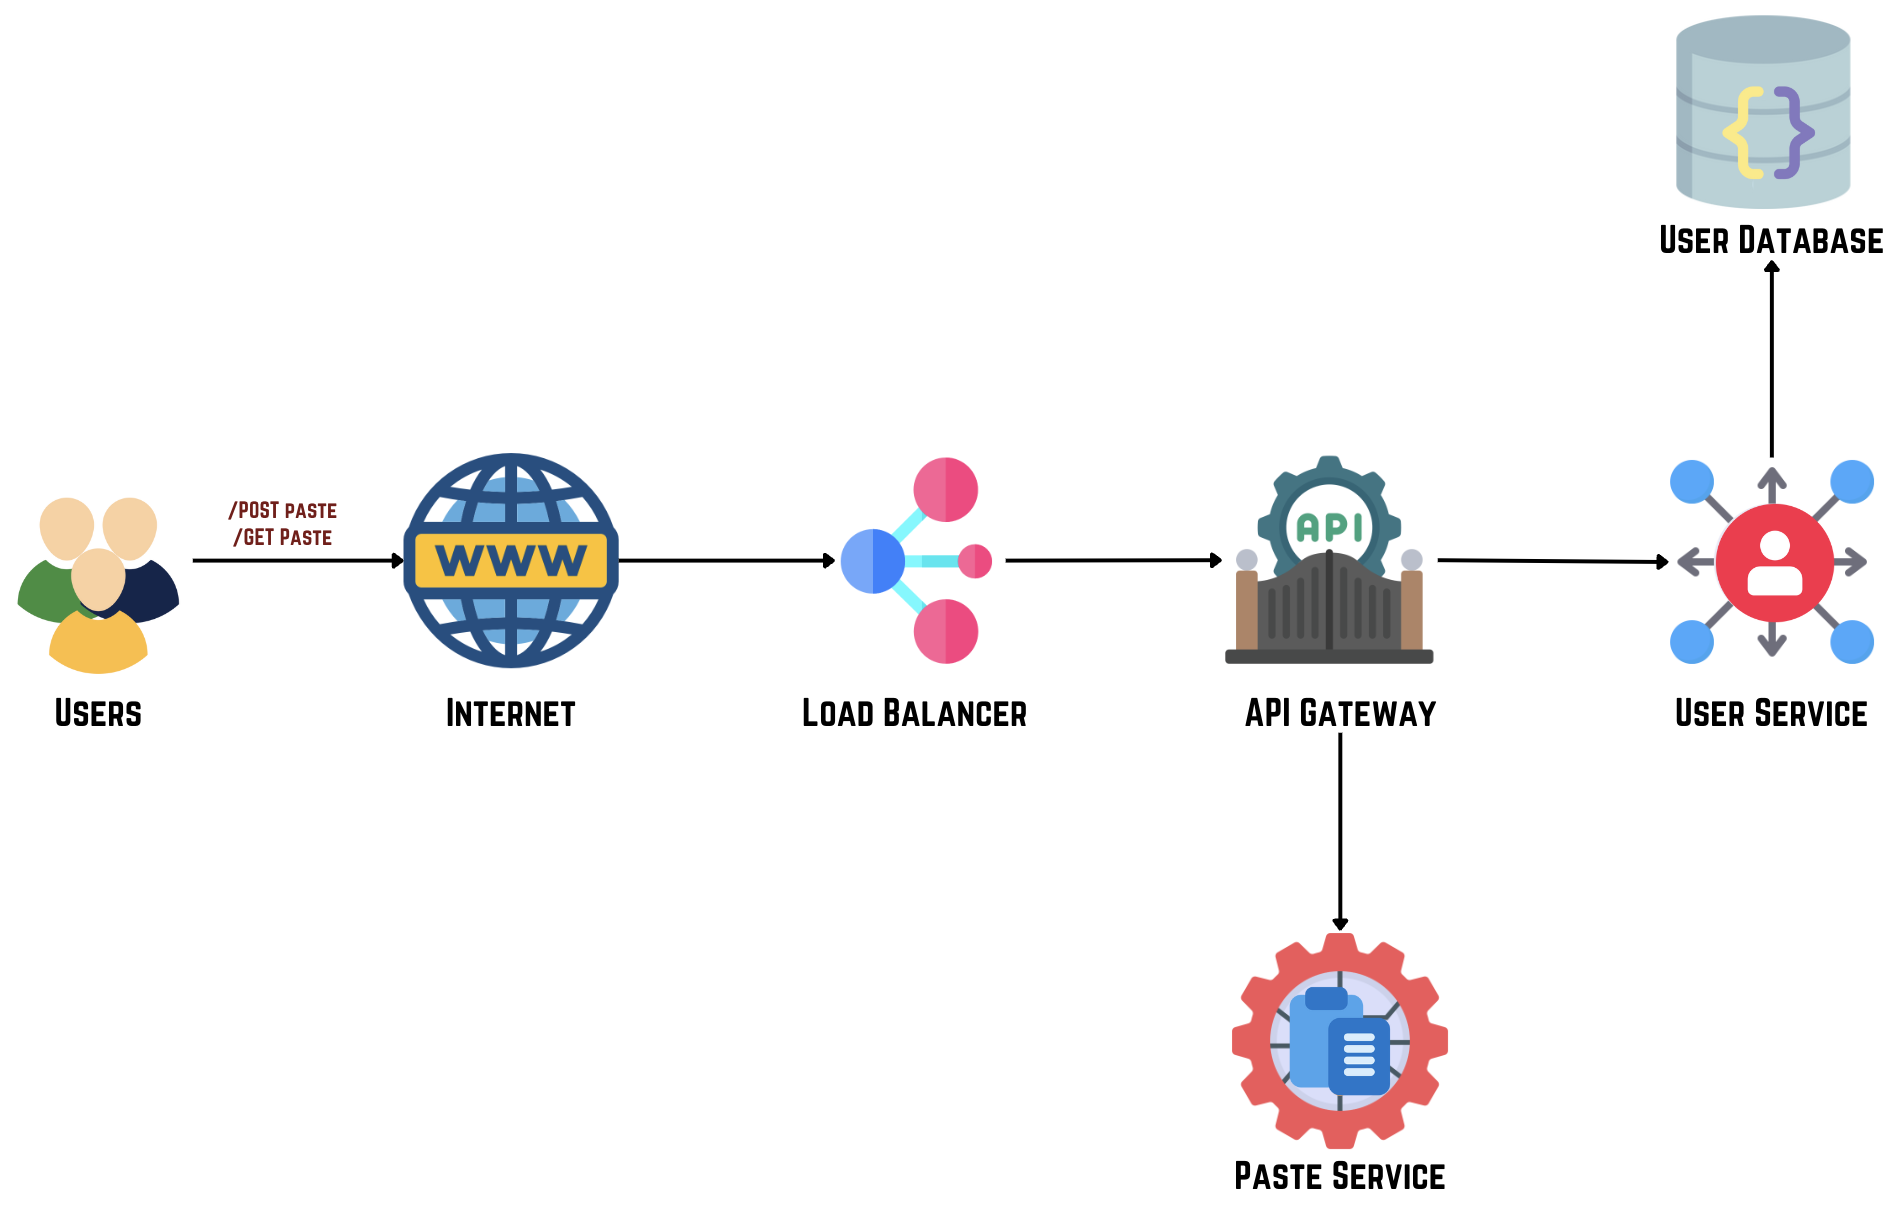 User Database
/POST paste
/GET Paste
WWW
API
Users
Internet
Load Balancer
API Gateway
User Service
Paste Service